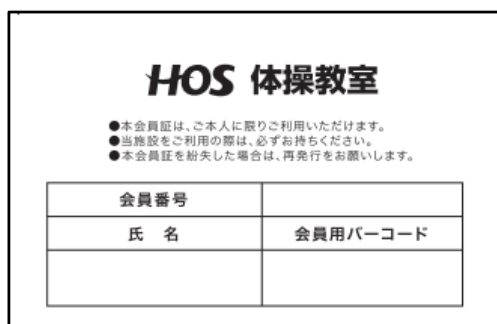 HOS 体操教室
●本会員証は、ご本人に限りご利用いただけます。
●当施設をご利用の際は、必ずお持ちください。
●本会員証を紛失した場合は、再発行をお願いします。
会員番号
氏 名 会員用バーコード